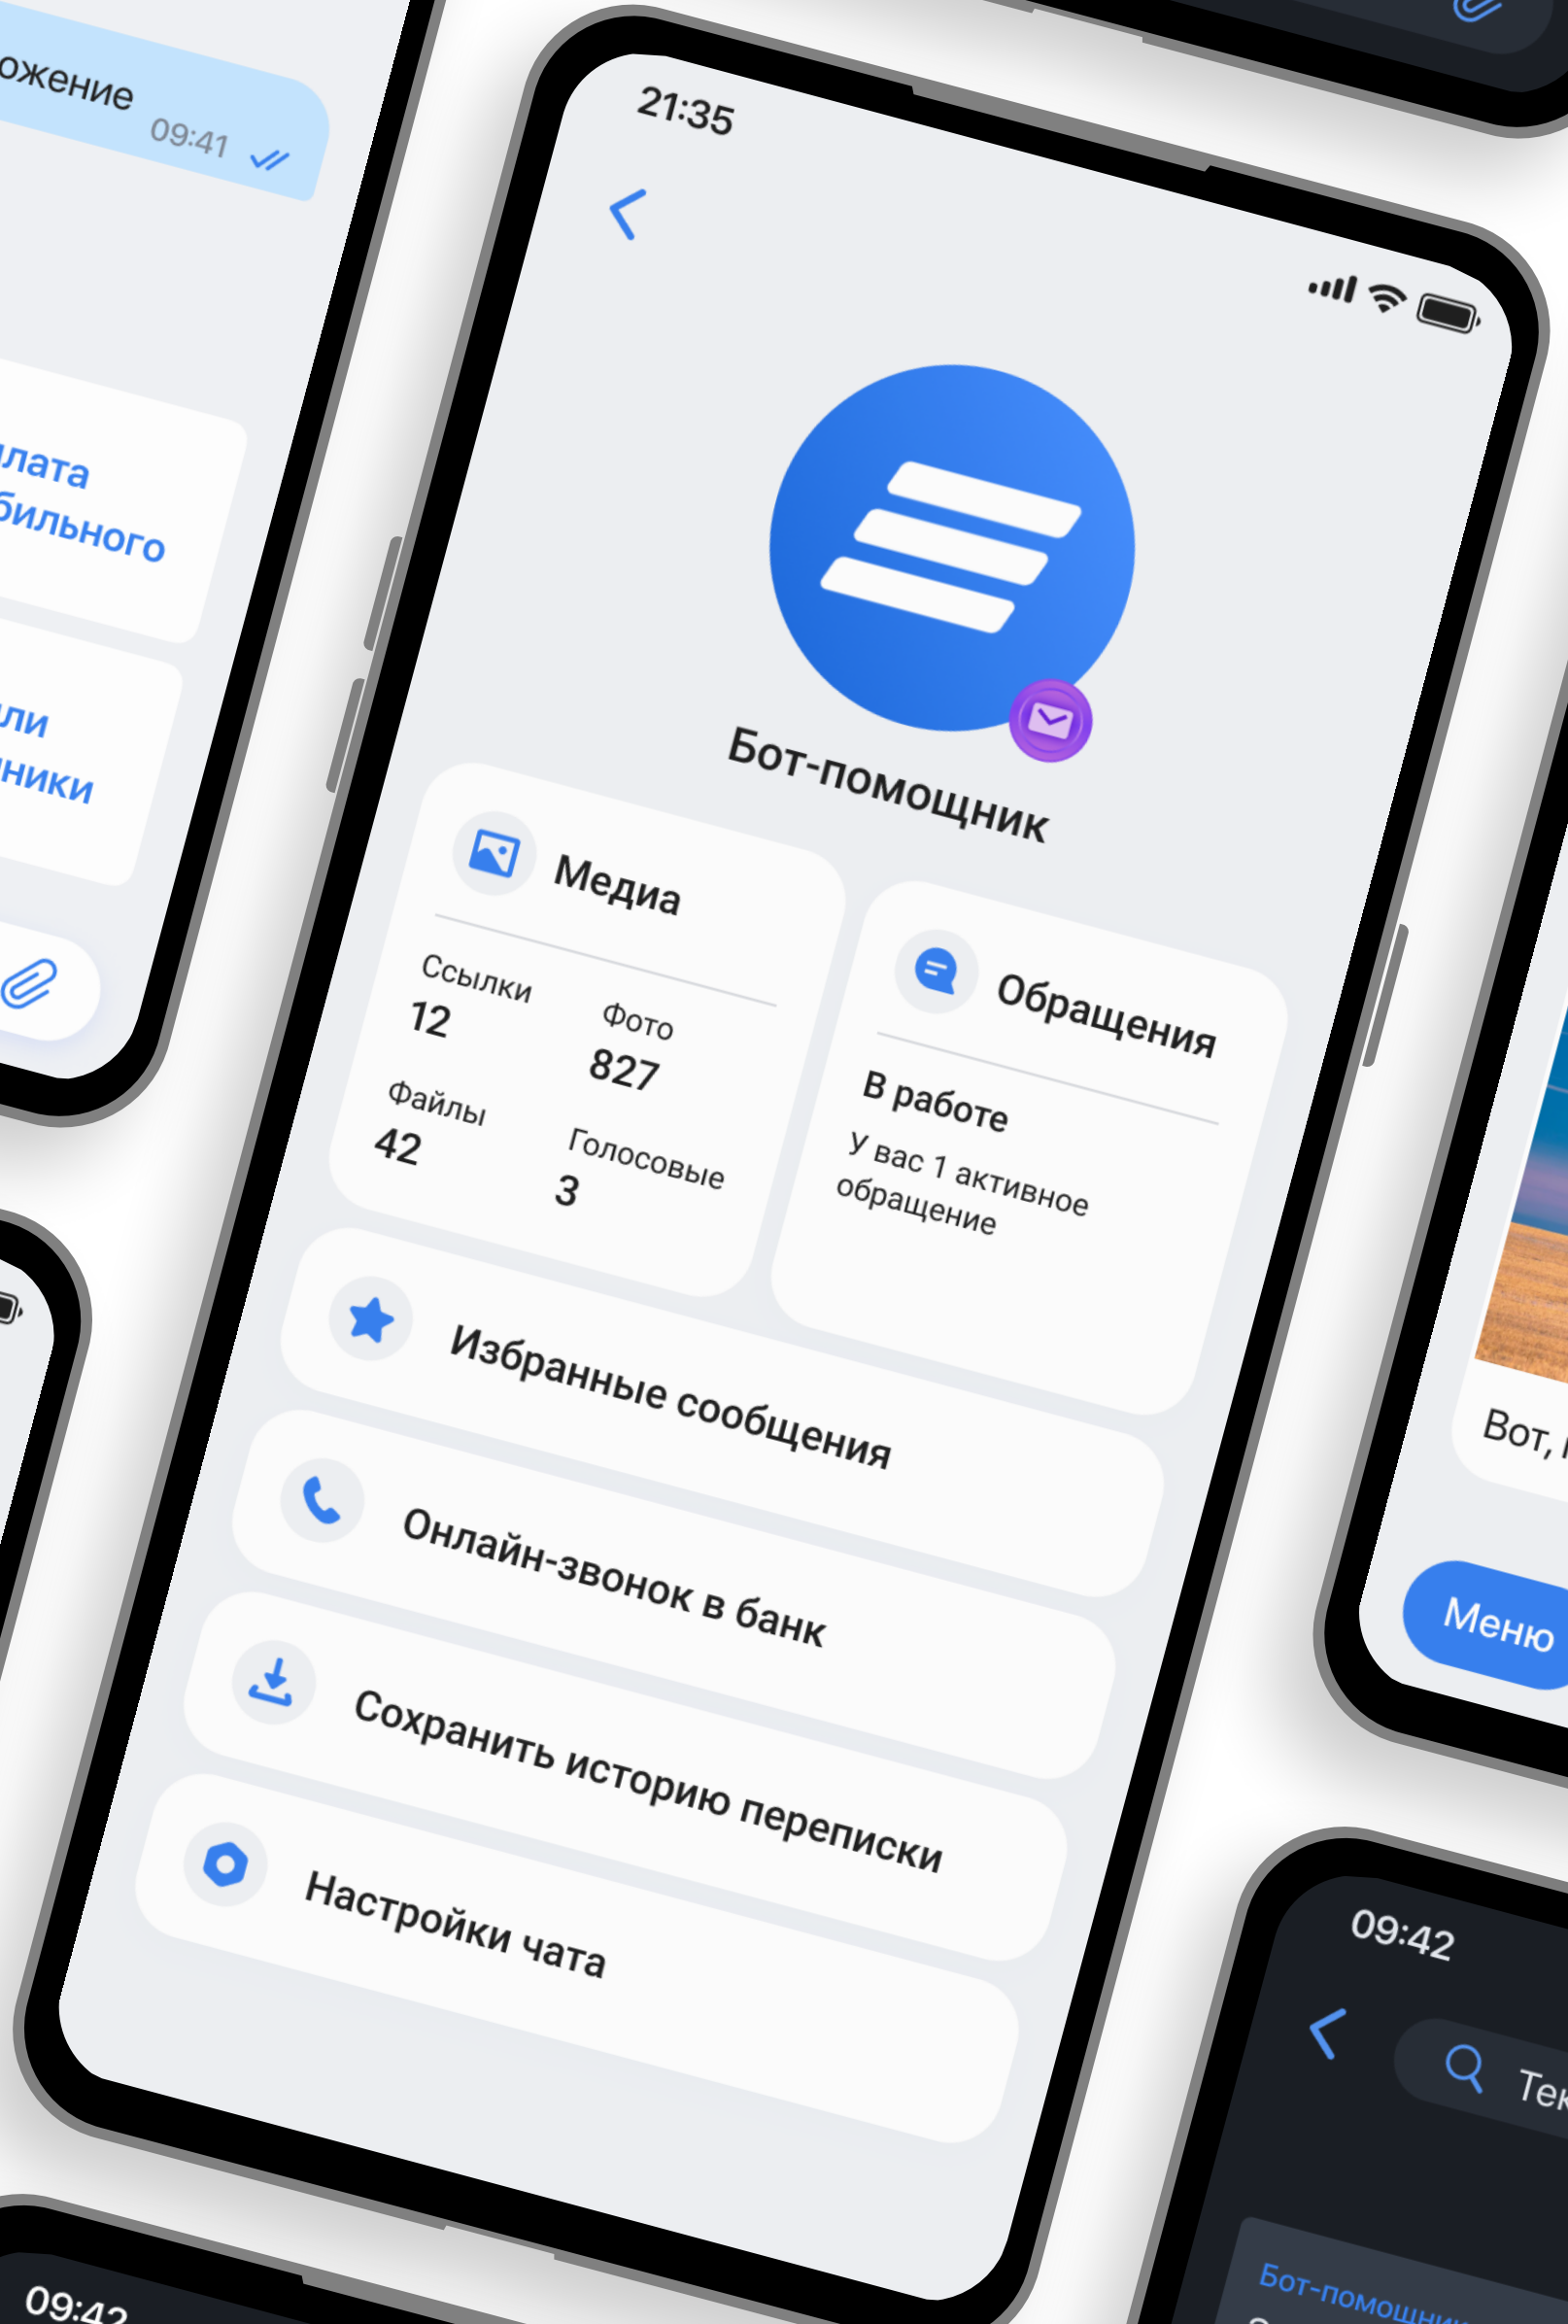 ожение
09:41
лата
бильного
ли
ники
21:35
Бот-помощник
Медиа
Ссылки
12
Фото
827
Файлы
42
Голосовые
3
Обращения
В работе
У вас 1 активное
обращение
Избранные сообщения
Онлайн-звонок в банк
Сохранить историю переписки
Настройки чата
Вот,
Меню
09:42
Тек
Бот-помощник
09:42